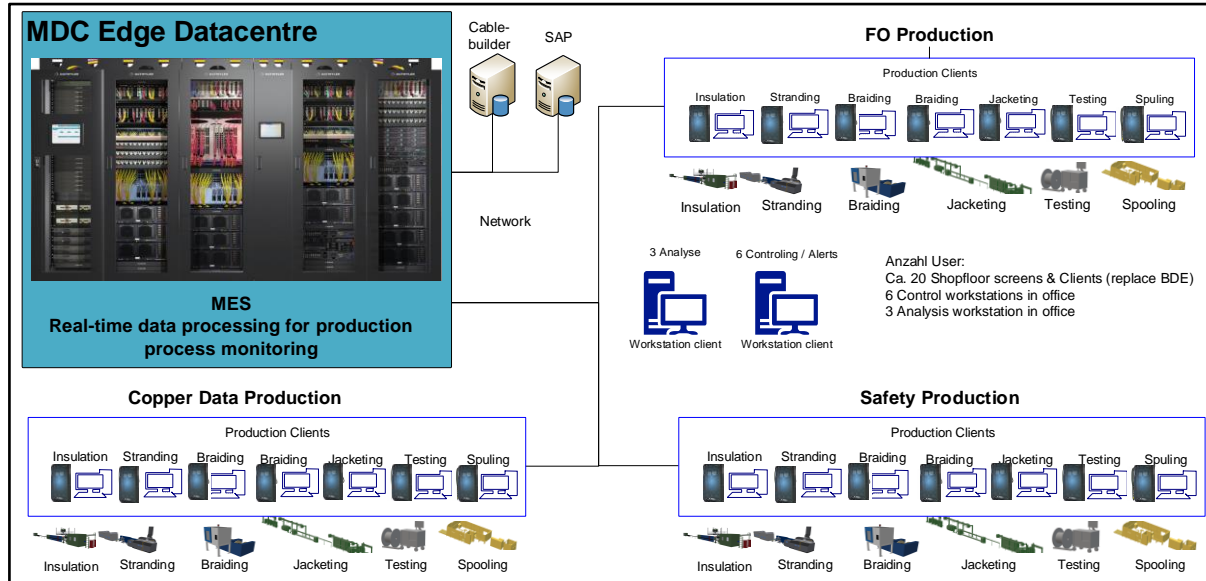 MDC Edge Datacentre
MES
Real-time data processing for production
process monitoring
Cable-
builder
SAP
Network
FO Production
Production Clients
Insulation Stranding Braiding Braiding Jacketing Testing Spuling
Insulation Stranding Braiding Jacketing Testing Spooling
3 Analyse
Workstation client
6 Controling / Alerts
Workstation client
Anzahl User:
Ca. 20 Shopfloor screens & Clients (replace BDE)
6 Control workstations in office
3 Analysis workstation in office
Copper Data Production
Production Clients
Insulation Stranding Braiding Braiding Jacketing Testing Spuling
Insulation Stranding Braiding Jacketing Testing Spooling
Safety Production
Production Clients
Insulation Stranding Braiding Braiding Jacketing Testing Spuling
Insulation Stranding Braiding Jacketing Testing Spooling